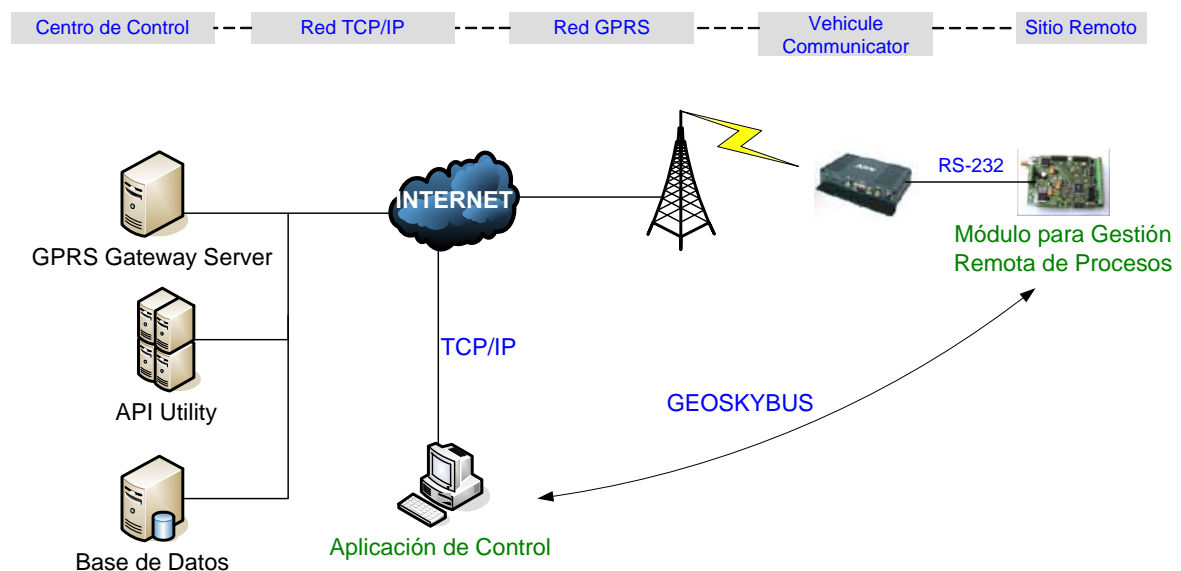 Centro de Control
Red TCP/IP
Red GPRS
Vehicule
Communicator
Sitio Remoto
INTERNET
RS-232
GPRS Gateway Server
Módulo para Gestión
Remota de Procesos
TCP/IP
API Utility
GEOSKYBUS
Aplicación de Control
Base de Datos